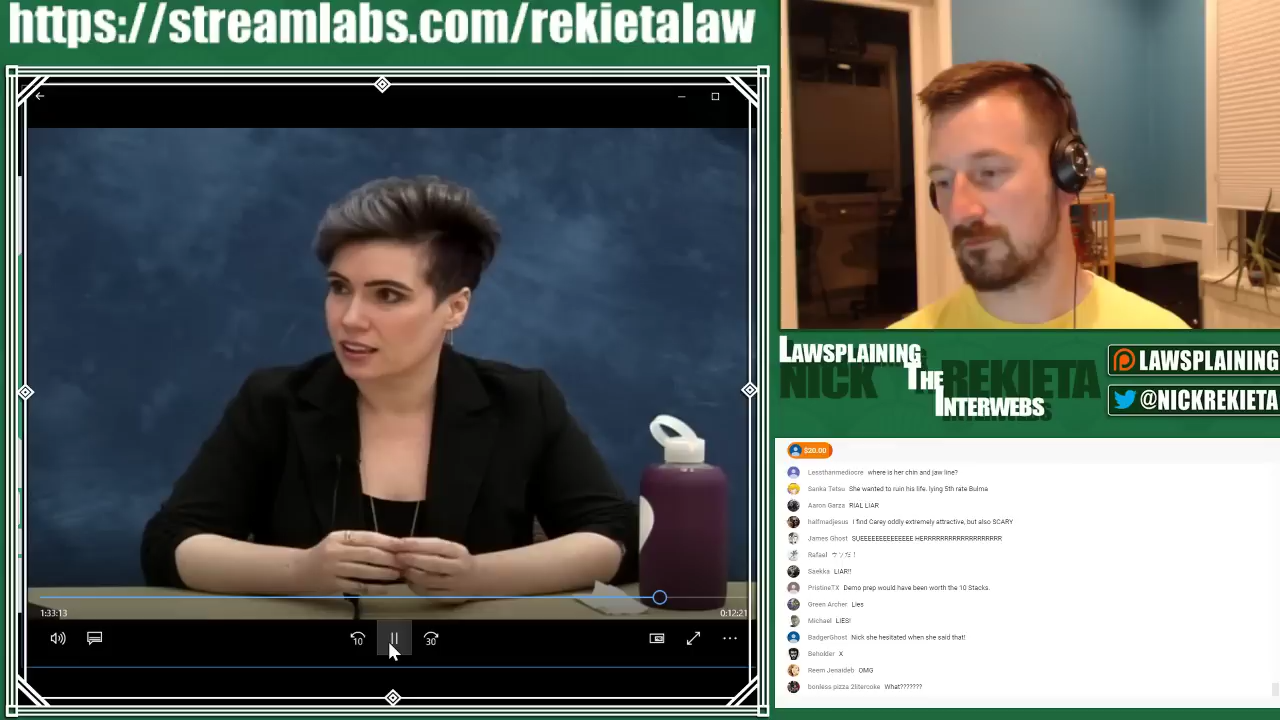 https://streamlabs.com/rekietalaw
1:33:13
0:12:21
10
30
LAWSPLAINING
THE
INTERWEBS
NICK REKIETA
LAWSPLAINING
@NICKREKIETA
$20.00
Lessthanmediocre where is her chin and jaw line?
Sanka Tetsu She wanted to ruin his life. lying 5th rate Bulma
Aaron Garza RIAL LIAR
halfmadjesus I find Carey oddly extremely attractive, but also SCARY
James Ghost SUEEEEEEEEEEEEE HERRRRRRRRRRRRRRRRRRR
Rafael ウソだ！
Saekka LIAR!!
PristineTX Demo prep would have been worth the 10 Stacks.
Green Archer Lies
Michael LIES!
BadgerGhost Nick she hesitated when she said that!
Beholder X
Reem Jenaideb OMG
bonless pizza 2litercoke What???????